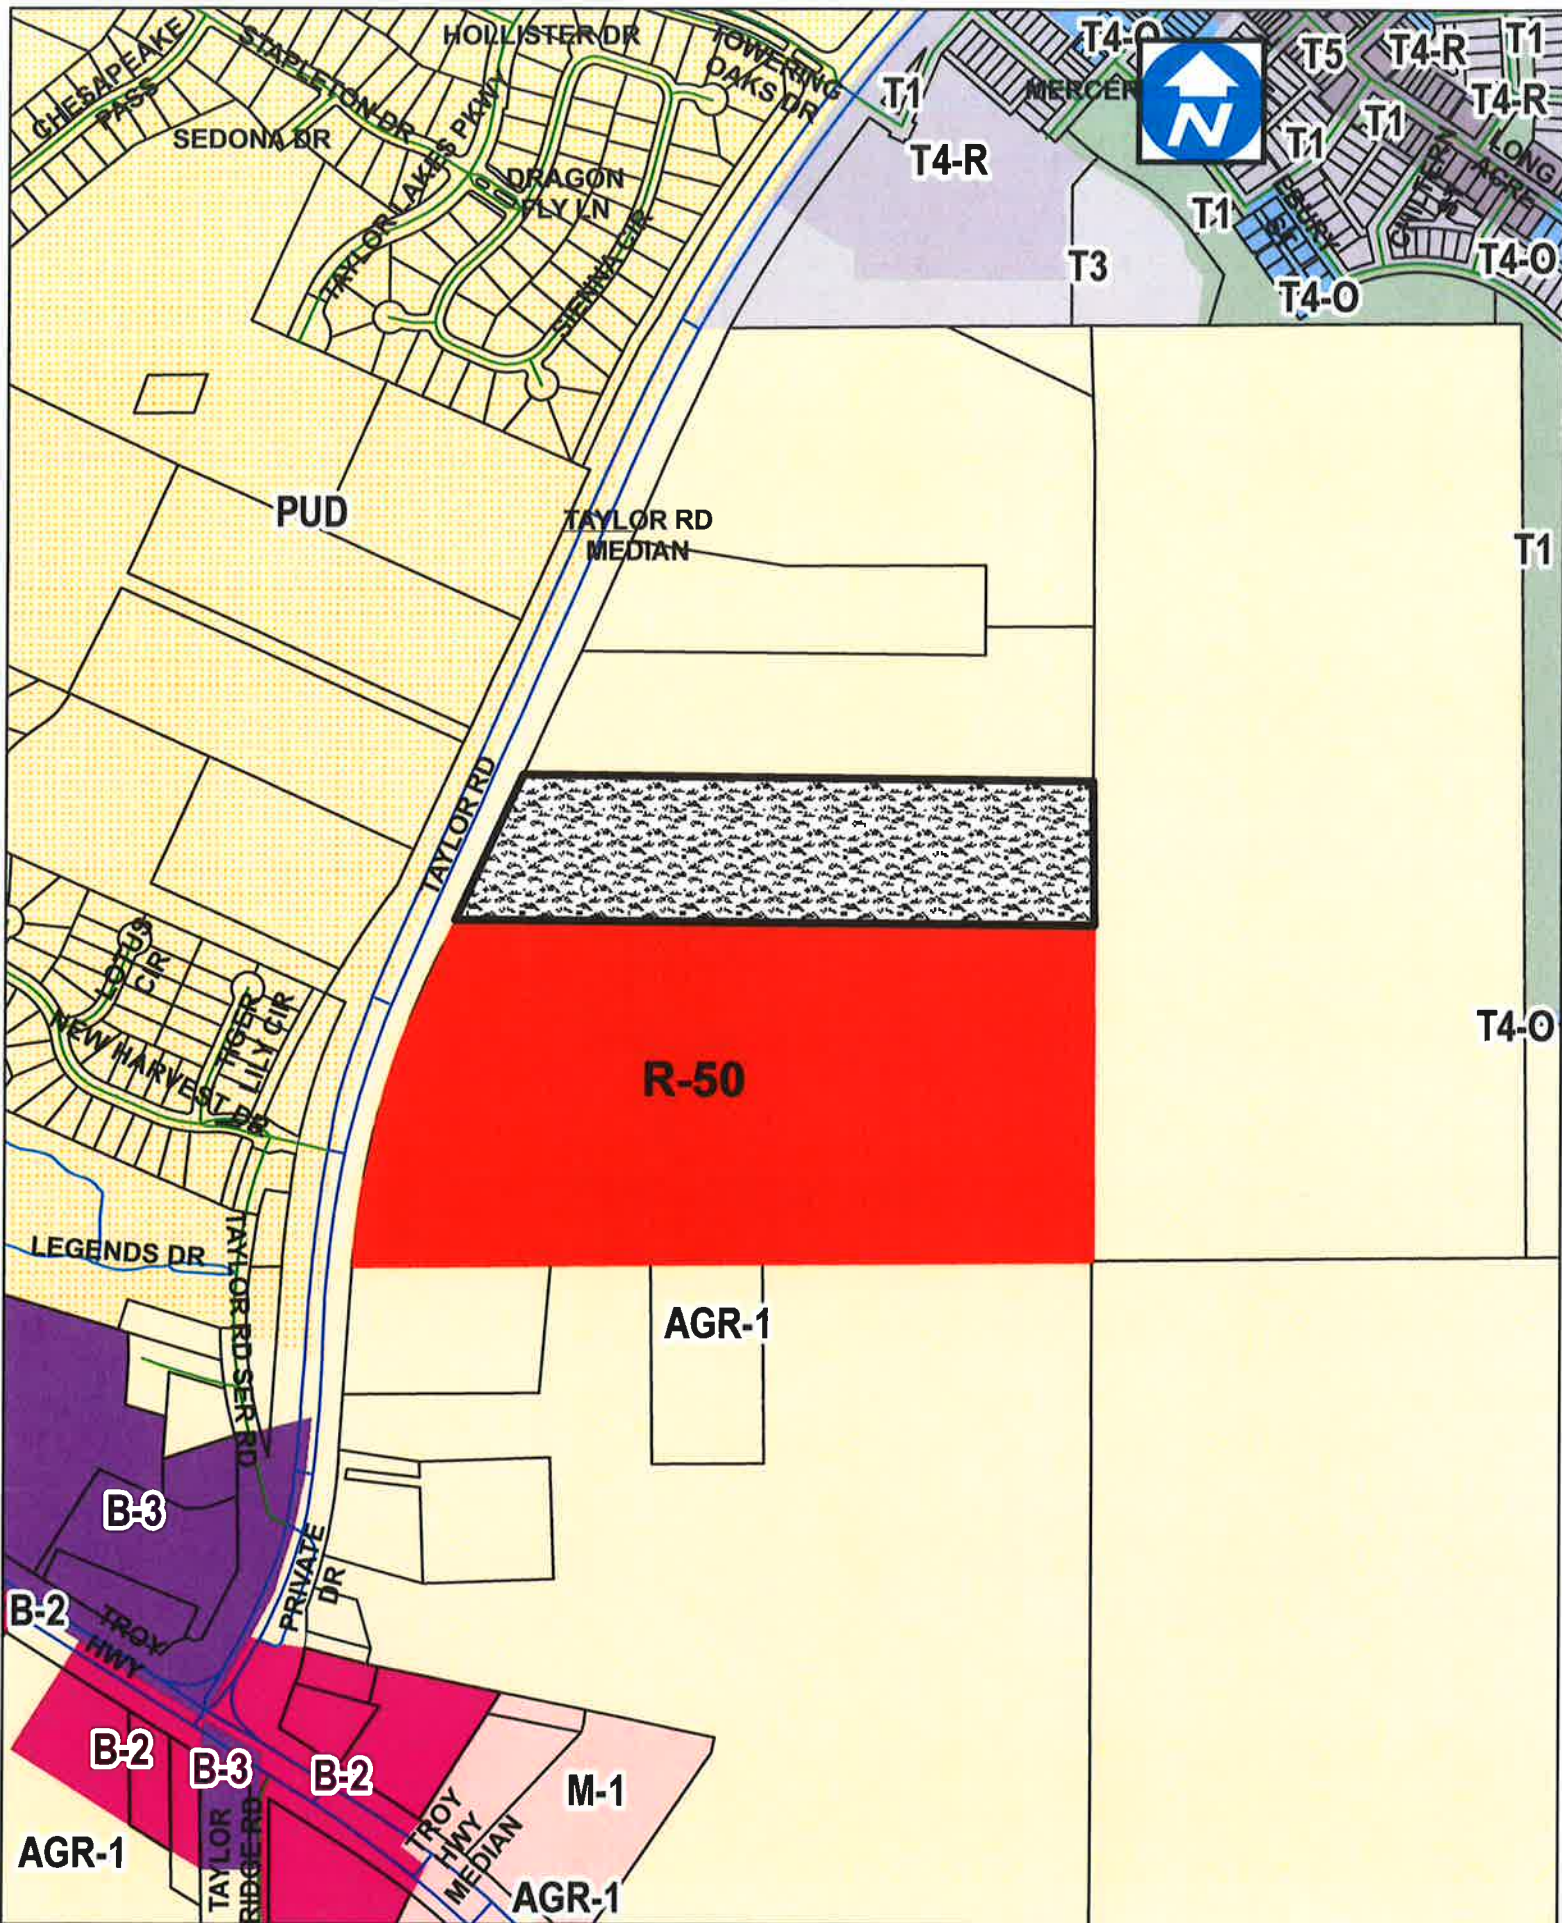 HOLLISTER DR
TOWERING
OAKS DR
T4-O
T5
T4-R
T1
CHESAPEAKE
PASS
STAPLETON DR
T1
T4-R
SEDONA DR
N
T1
T1
T4-R
TAYLOR LAKES PKWY
DRAGON
FLY LN
T1
SIENNA CIR
T3
T4-O
T4-O
PUD
TAYLOR RD
MEDIAN
T1
TAYLOR RD
LOTUS
CIR
TIGER
LILY CIR
NEW HARVEST DR
T4-O
R-50
LEGENDS DR
TAYLOR RD SER RD
AGR-1
B-3
PRIVATE
DR
B-2
TROY
HWY
B-2
B-3
B-2
M-1
TROY
HWY
MEDIAN
AGR-1
TAYLOR
RIDGE RD
AGR-1